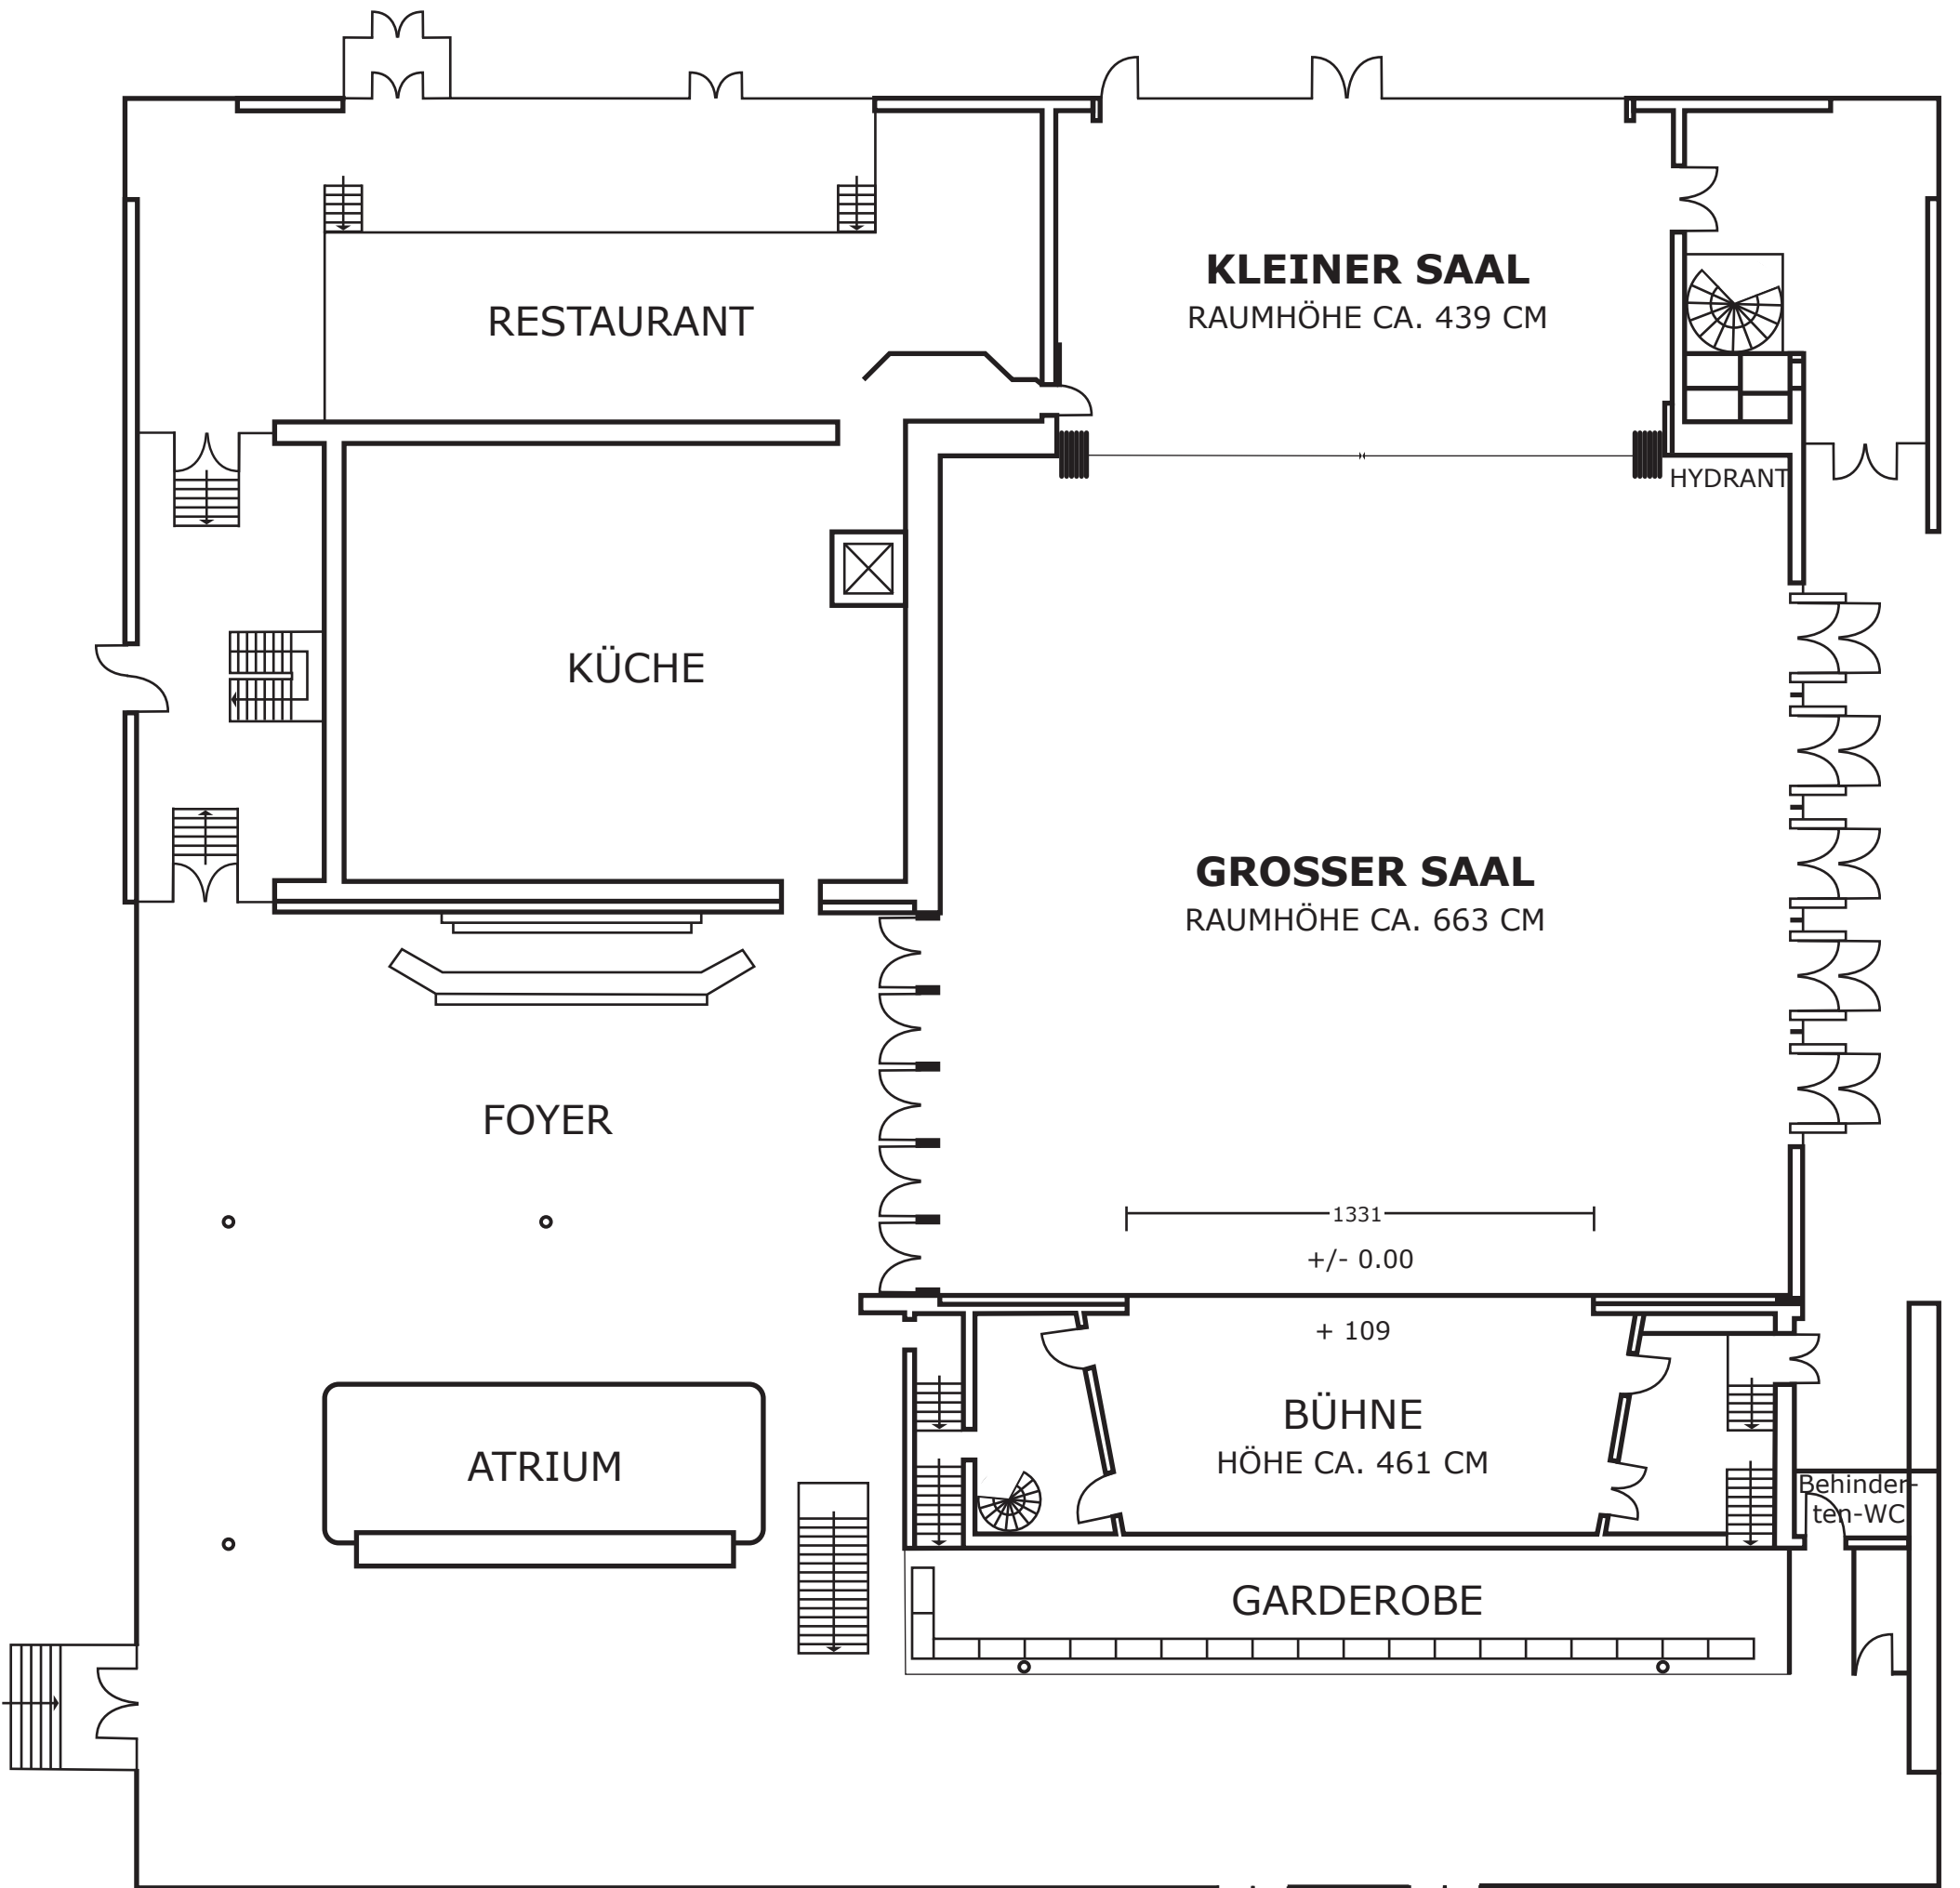 KLEINER SAAL
RAUMHÖHE CA. 439 CM
RESTAURANT
HYDRANT
KÜCHE
GROSSER SAAL
RAUMHÖHE CA. 663 CM
FOYER
1331
+/- 0.00
+ 109
BÜHNE
HÖHE CA. 461 CM
ATRIUM
Behinder-
ten-WC
GARDEROBE